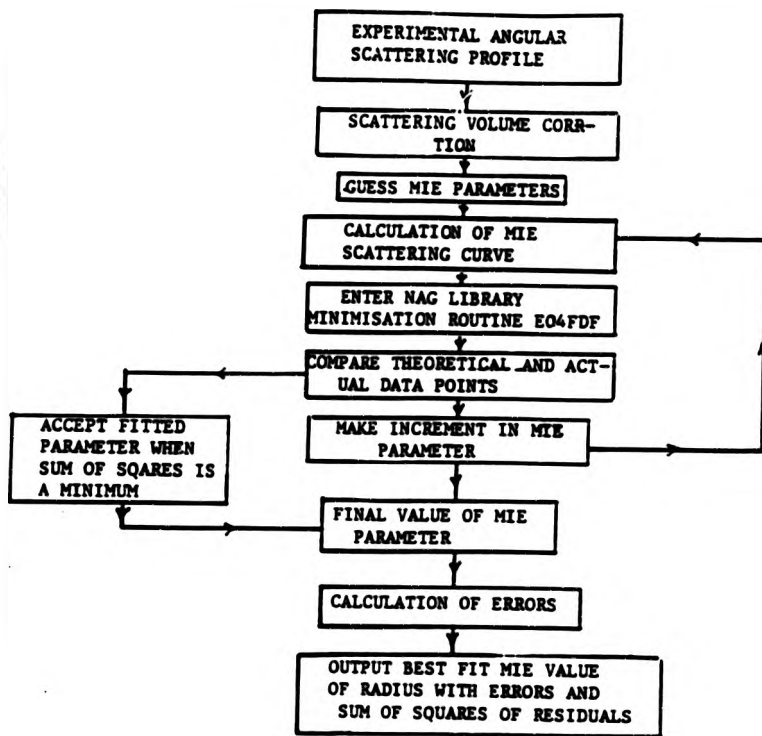 EXPERIMENTAL ANGULAR
SCATTERING PROFILE
SCATTERING VOLUME CORR-
TION
GUESS MIE PARAMETERS
CALCULATION OF MIE
SCATTERING CURVE
ENTER NAG LIBRARY
MINIMISATION ROUTINE EO4FDF
COMPARE THEORETICAL AND ACT-
UAL DATA POINTS
ACCEPT FITTED
PARAMETER WHEN
SUM OF SQARES IS
A MINIMUM
MAKE INCREMENT IN MIE
PARAMETER
FINAL VALUE OF MIE
PARAMETER
CALCULATION OF ERRORS
OUTPUT BEST FIT MIE VALUE
OF RADIUS WITH ERRORS AND
SUM OF SQUARES OF RESIDUALS